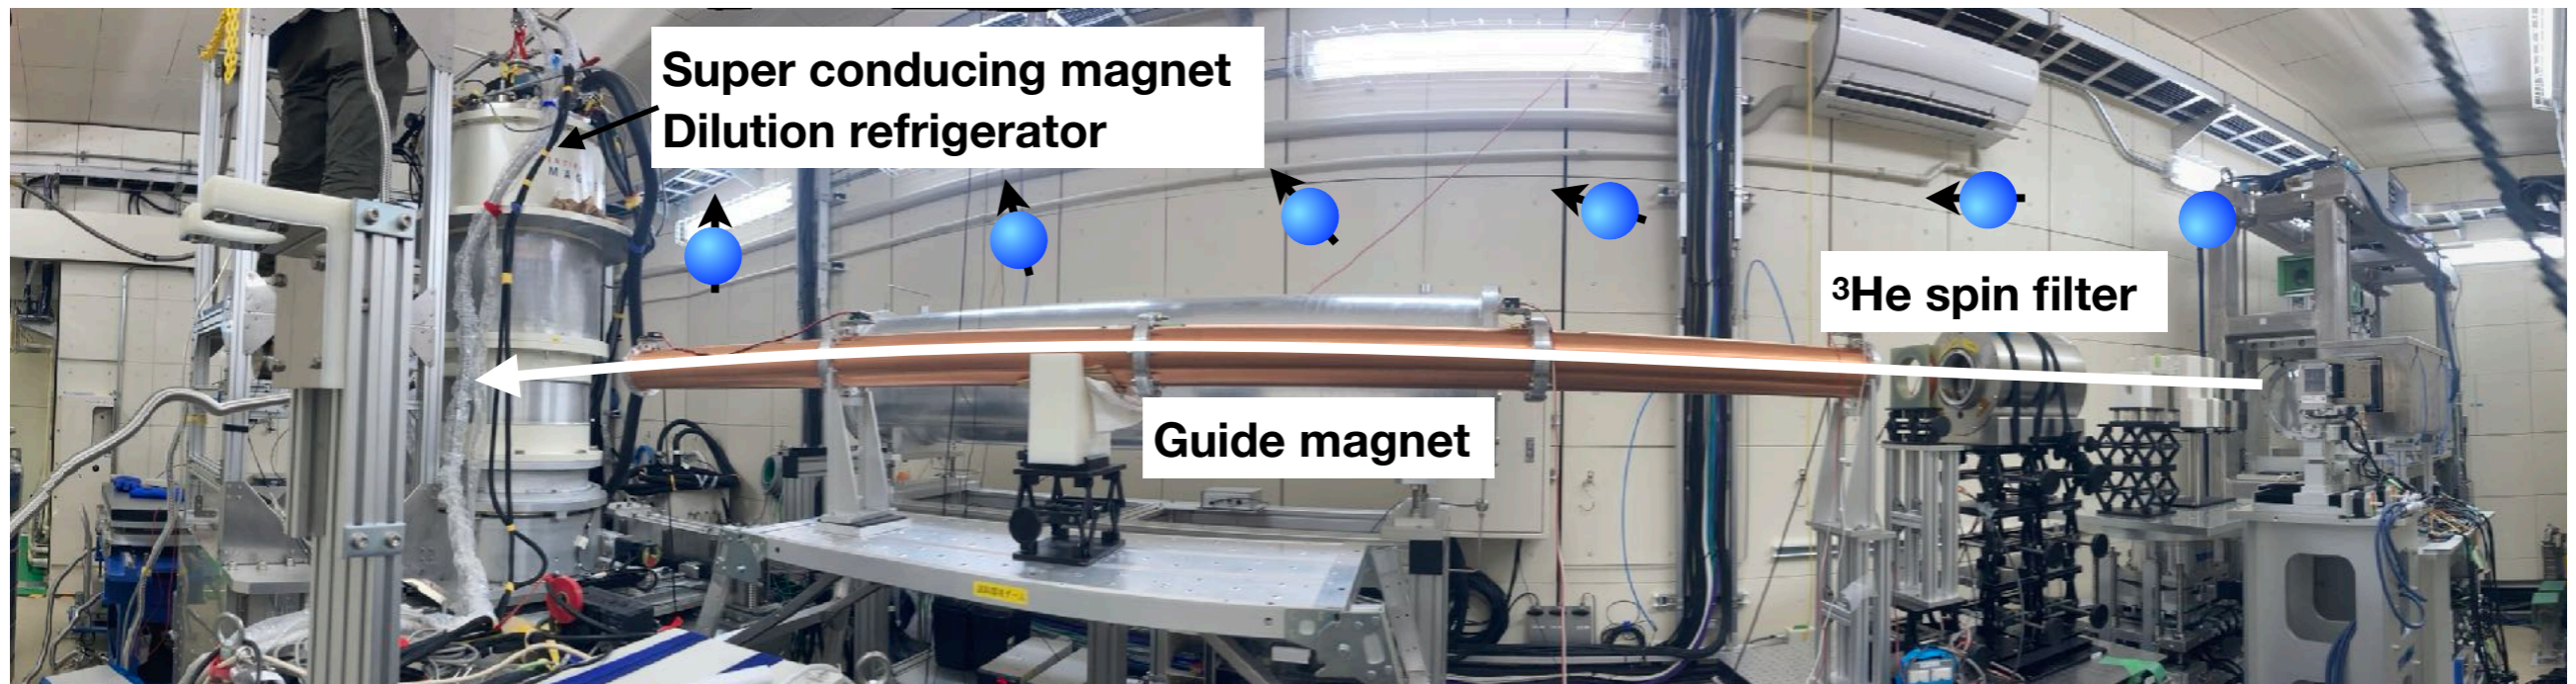 Super conducing magnet
Dilution refrigerator
³He spin filter
Guide magnet